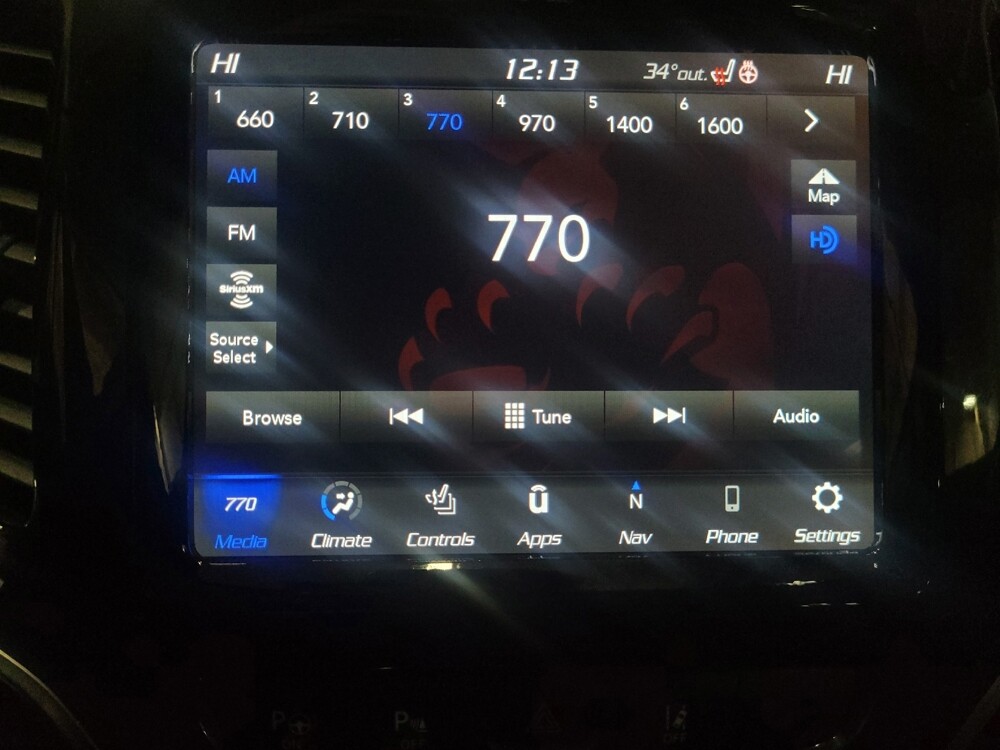 HI 12:13 34°out. HI
1 660 2 710 3 770 4 970 5 1400 6 1600
AM
FM
SiriusXM
Source
Select
770
Map
HD
Browse Tune Audio
770 ū N
Media Climate Controls Apps Nav Phone Settings
P P
OFF